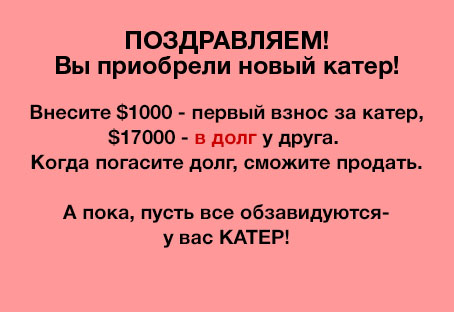 ПОЗДРАВЛЯЕМ!
Вы приобрели новый катер!
Внесите $1000 - первый взнос за катер,
$17000 - в долг у друга.
Когда погасите долг, сможите продать.
А пока, пусть все обзавидуются-
у вас КАТЕР!